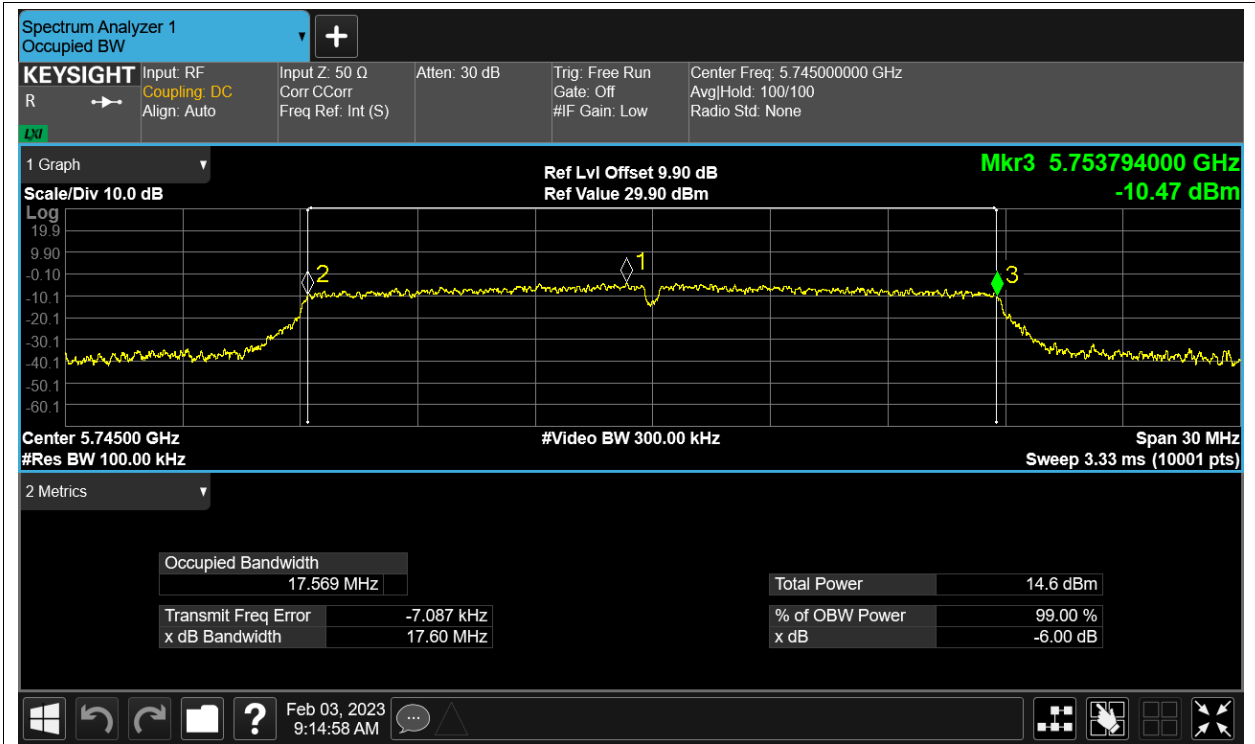 Spectrum Analyzer 1
Occupied BW
KEYSIGHT
R
LXI
Input: RF
Coupling: DC
Align: Auto
Input Z: 50 Ω
Corr CCorr
Freq Ref: Int (S)
Atten: 30 dB
Trig: Free Run
Gate: Off
#IF Gain: Low
Center Freq: 5.745000000 GHz
Avg|Hold: 100/100
Radio Std: None
1 Graph
Scale/Div 10.0 dB
Ref Lvl Offset 9.90 dB
Ref Value 29.90 dBm
Mkr3 5.753794000 GHz
-10.47 dBm
Log
19.9
9.90
-0.10
-10.1
-20.1
-30.1
-40.1
-50.1
-60.1
2
1
3
Center 5.74500 GHz
#Res BW 100.00 kHz
#Video BW 300.00 kHz
Span 30 MHz
Sweep 3.33 ms (10001 pts)
2 Metrics
Occupied Bandwidth
17.569 MHz
Transmit Freq Error -7.087 kHz
x dB Bandwidth 17.60 MHz
Total Power 14.6 dBm
% of OBW Power 99.00 %
x dB -6.00 dB
?
Feb 03, 2023
9:14:58 AM